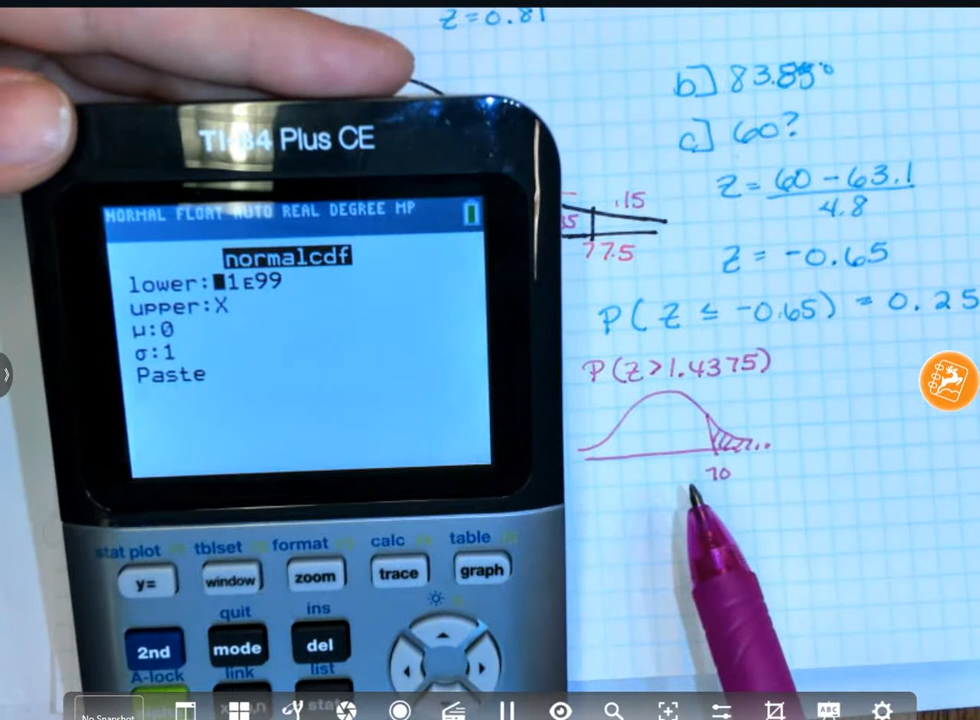 z = 0.81
b] 83.85%
c] 60?
z = 60 - 63.1
4.8
z = -0.65
P(z ≤ -0.65) = 0.25
P(z > 1.4375)
70
.15
35
77.5
TI-84 Plus CE
NORMAL FLOAT AUTO REAL DEGREE MP
normalcdf
lower:1E99
upper:X
μ:0
σ:1
Paste
stat plot
tblset
format
calc
table
y=
window
zoom
trace
graph
quit
ins
2nd
mode
del
A-lock
link
list
stat
No Snapshot
ABC